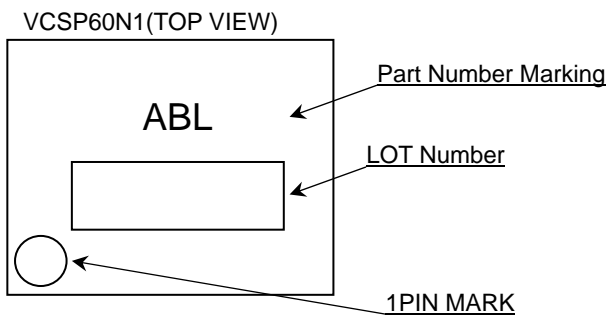 VCSP60N1(TOP VIEW)
Part Number Marking
ABL
LOT Number
1PIN MARK